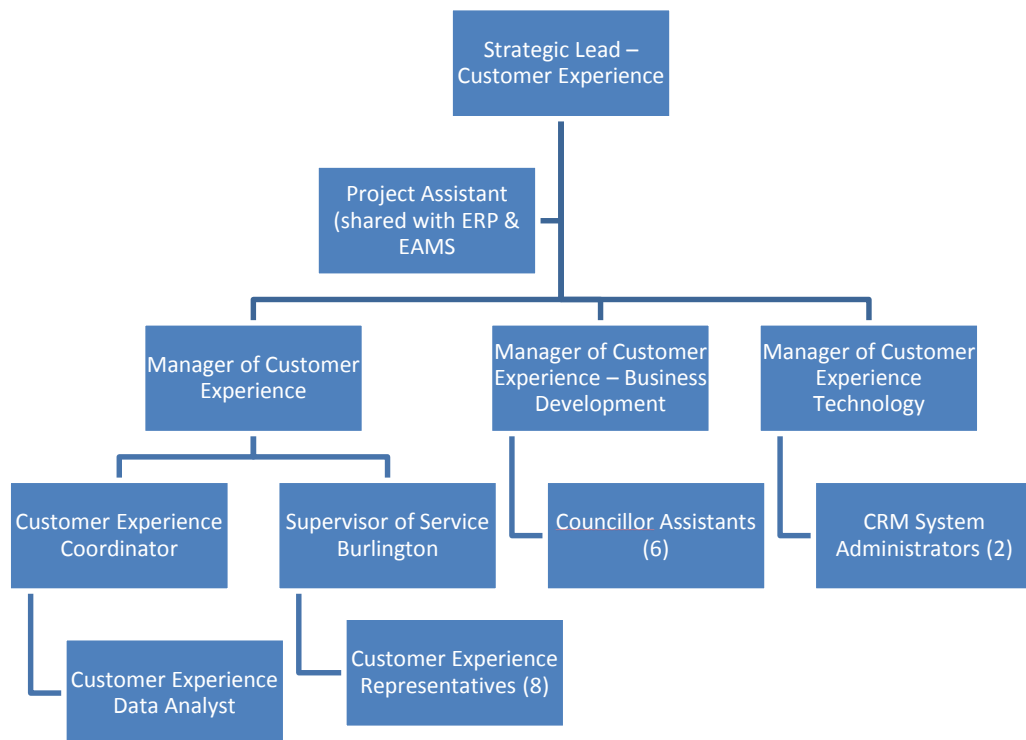 Strategic Lead –
Customer Experience
Project Assistant
(shared with ERP &
EAMS
Manager of Customer
Experience
Manager of Customer
Experience – Business
Development
Manager of Customer
Experience
Technology
Customer Experience
Coordinator
Supervisor of Service
Burlington
Councillor Assistants
(6)
CRM System
Administrators (2)
Customer Experience
Data Analyst
Customer Experience
Representatives (8)